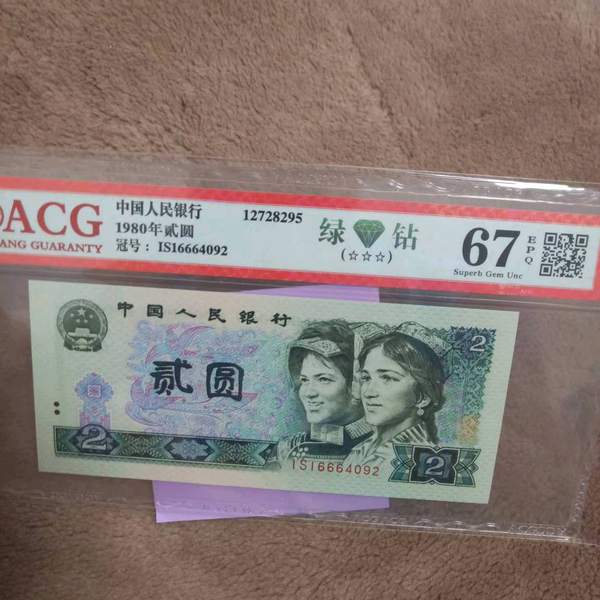 ACG
ANG GUARANTY
中国人民银行
1980年贰圆
冠号：IS16664092
12728295
绿 钻
(☆☆☆)
67
EPQ
Superb Gem Unc
中国人民银行
贰圆
2
2
2
IS16664092